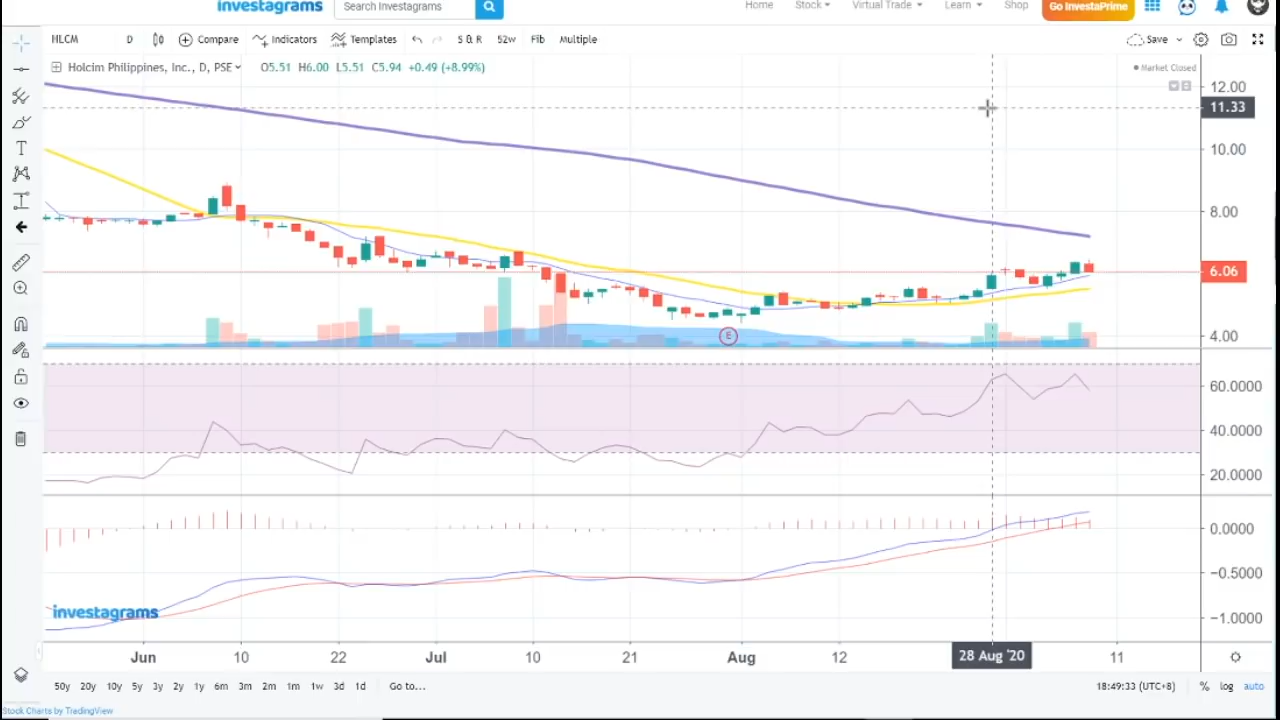 investagrams Search Investagrams Home Stock Virtual Trade Learn Shop Go InvestaPrime
HLCM D Compare Indicators Templates S & R 52w Fib Multiple Save
Holcim Philippines, Inc., D, PSE O5.51 H6.00 L5.51 C5.94 +0.49 (+8.99%) Market Closed
12.00
11.33
10.00
8.00
6.06
4.00
E
60.0000
40.0000
20.0000
0.0000
−0.5000
−1.0000
investagrams
Jun 10 22 Jul 10 21 Aug 12 28 Aug '20 11
50y 20y 10y 5y 3y 2y 1y 6m 3m 2m 1m 1w 3d 1d Go to... 18:49:33 (UTC+8) % log auto
Stock Charts by TradingView